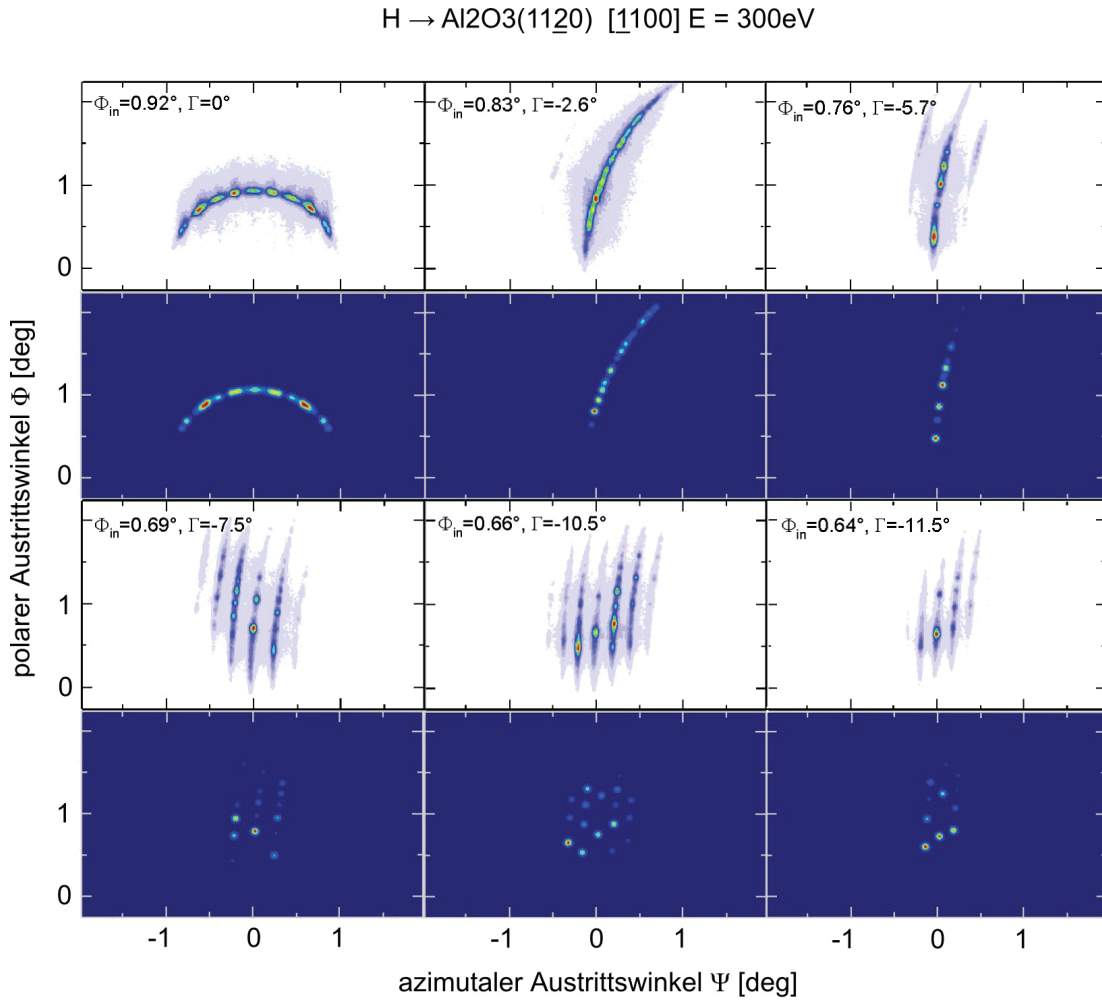 H → Al2O3(11<u>2</u>0) [<u>1</u>100] E = 300eV
Φin=0.92°, Γ=0°
Φin=0.83°, Γ=-2.6°
Φin=0.76°, Γ=-5.7°
1
0
1
0
Φin=0.69°, Γ=-7.5°
Φin=0.66°, Γ=-10.5°
Φin=0.64°, Γ=-11.5°
1
0
1
0
-1 0 1 -1 0 1 -1 0 1
polarer Austrittswinkel Φ [deg]
azimutaler Austrittswinkel Ψ [deg]